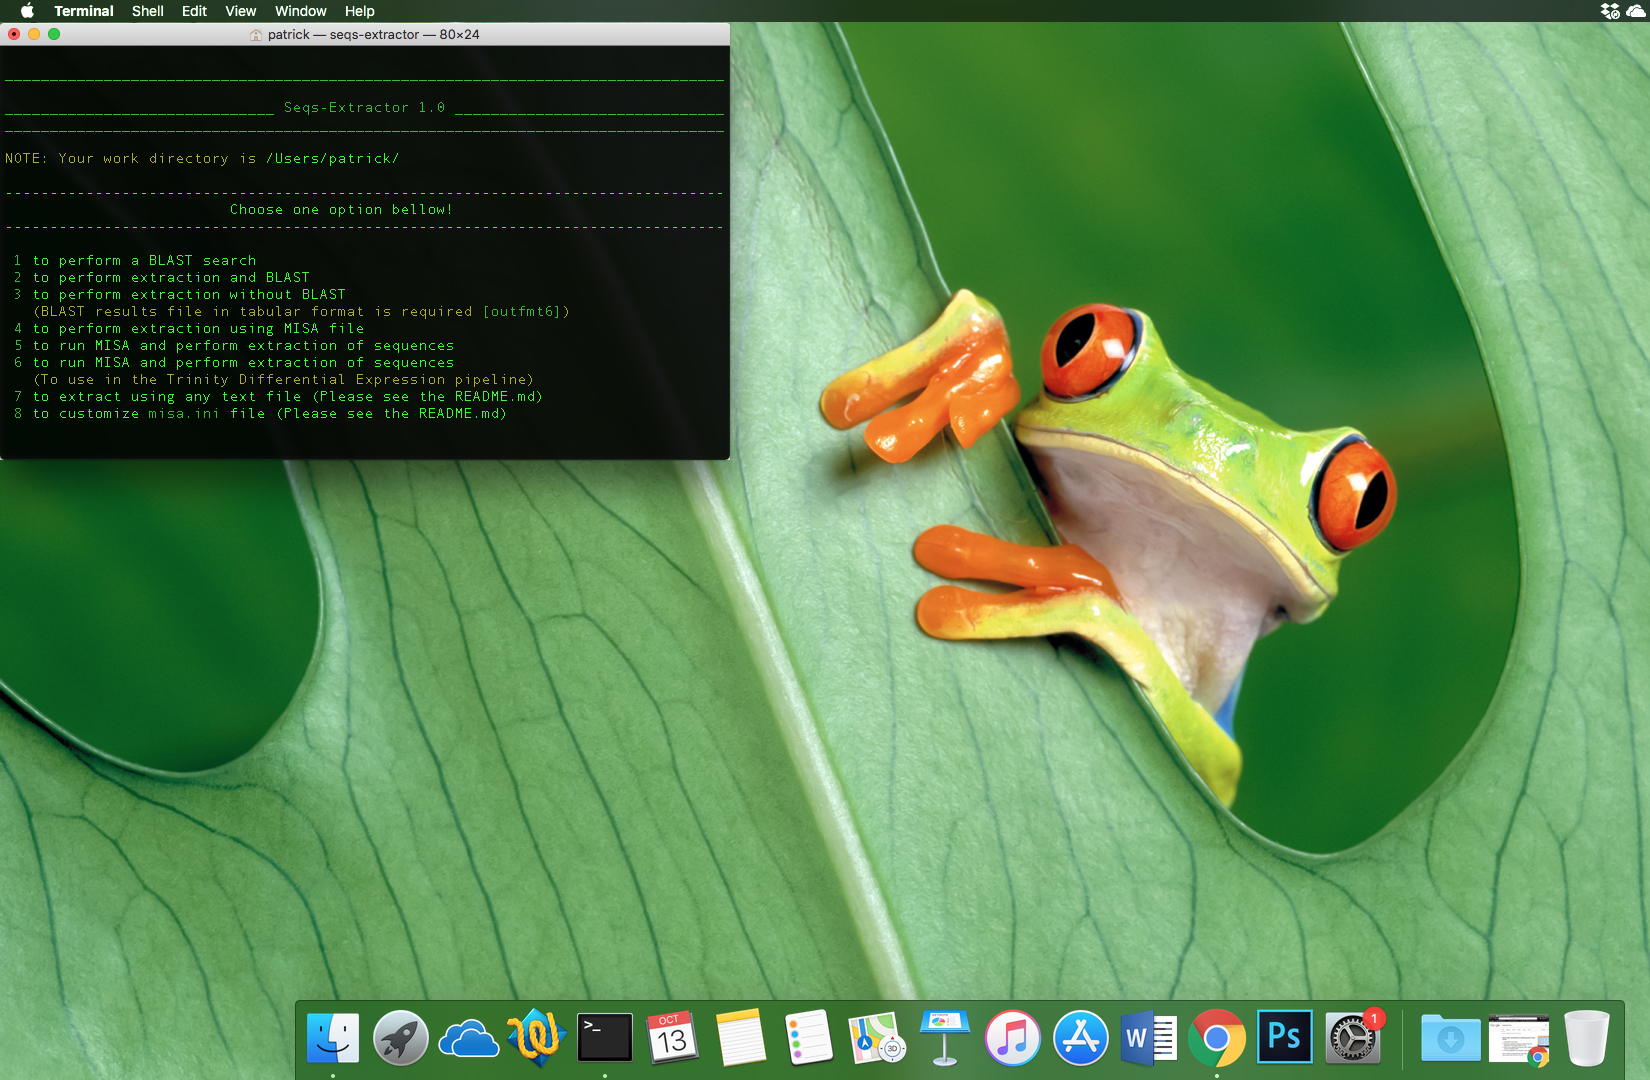 Terminal Shell Edit View Window Help
patrick — seqs-extractor — 80×24
Seqs-Extractor 1.0
NOTE: Your work directory is /Users/patrick/
Choose one option bellow!
1 to perform a BLAST search
2 to perform extraction and BLAST
3 to perform extraction without BLAST
(BLAST results file in tabular format is required [outfmt6])
4 to perform extraction using MISA file
5 to run MISA and perform extraction of sequences
6 to run MISA and perform extraction of sequences
(To use in the Trinity Differential Expression pipeline)
7 to extract using any text file (Please see the README.md)
8 to customize misa.ini file (Please see the README.md)
>_
OCT
13
3D
W
Ps
1